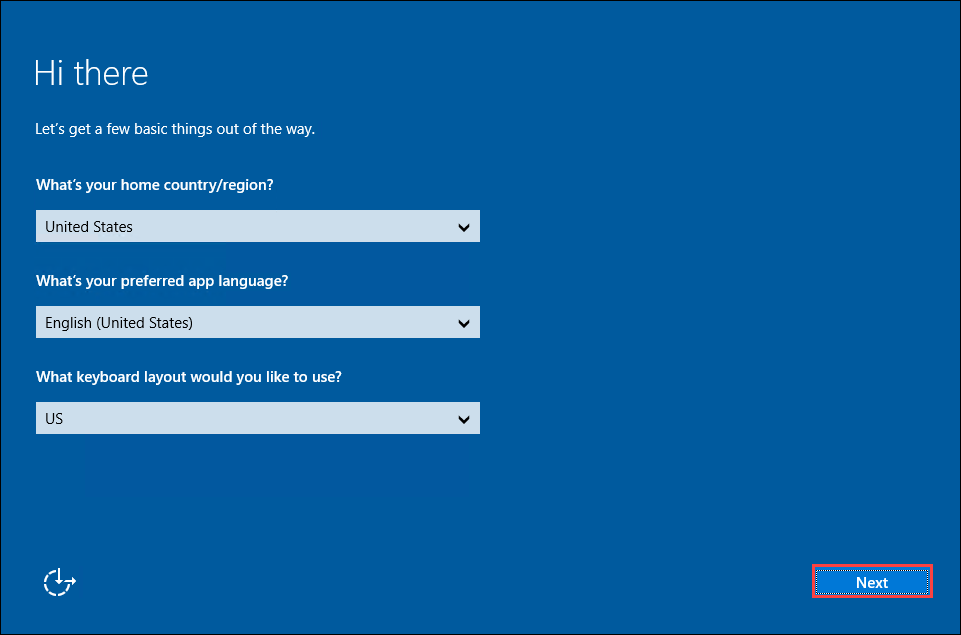 Hi there
Let's get a few basic things out of the way.
What's your home country/region?
United States
What's your preferred app language?
English (United States)
What keyboard layout would you like to use?
US
Next